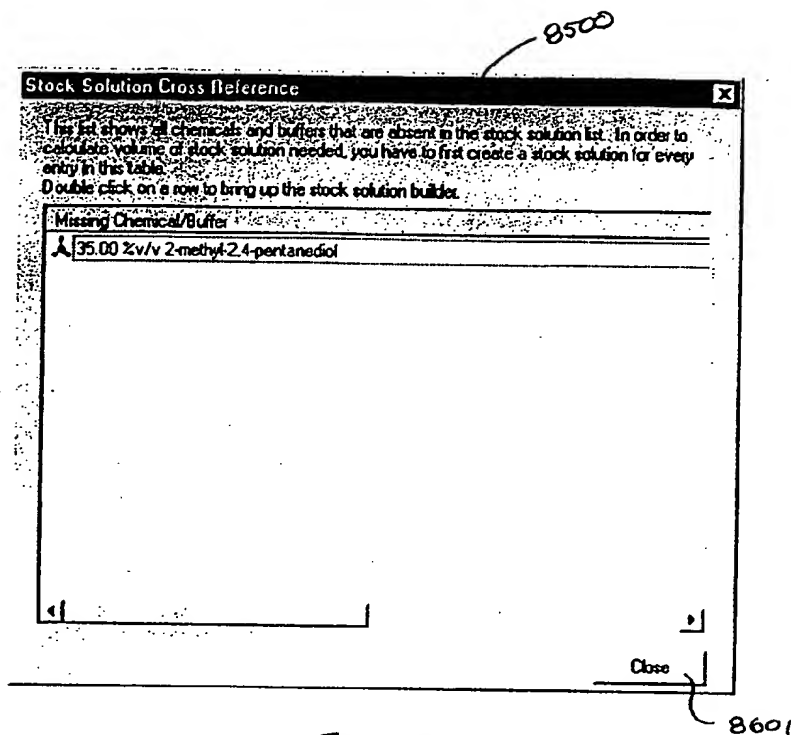 8500
Stock Solution Cross Reference
This list shows all chemicals and buffers that are absent in the stock solution list. In order to
calculate volume of stock solution needed, you have to first create a stock solution for every
entry in this table.
Double click on a row to bring up the stock solution builder.
Missing Chemical/Buffer
35.00 %v/v 2-methyl-2,4-pentanediol
Close
8601